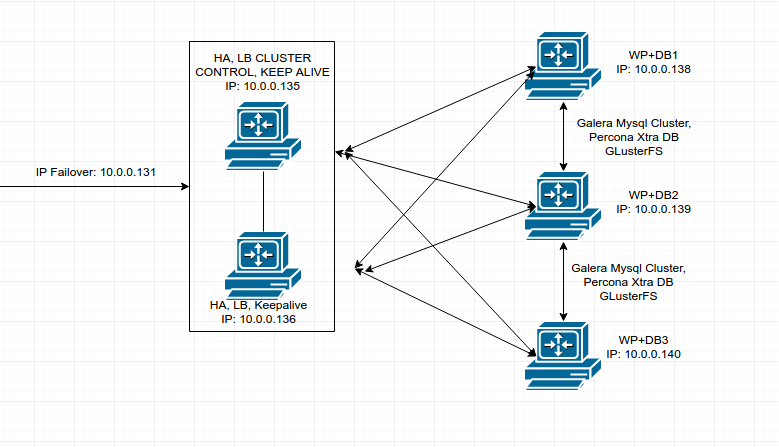 HA, LB CLUSTER
CONTROL, KEEP ALIVE
IP: 10.0.0.135
IP Failover: 10.0.0.131
HA, LB, Keepalive
IP: 10.0.0.136
WP+DB1
IP: 10.0.0.138
Galera Mysql Cluster,
Percona Xtra DB
GLusterFS
WP+DB2
IP: 10.0.0.139
Galera Mysql Cluster,
Percona Xtra DB
GLusterFS
WP+DB3
IP: 10.0.0.140